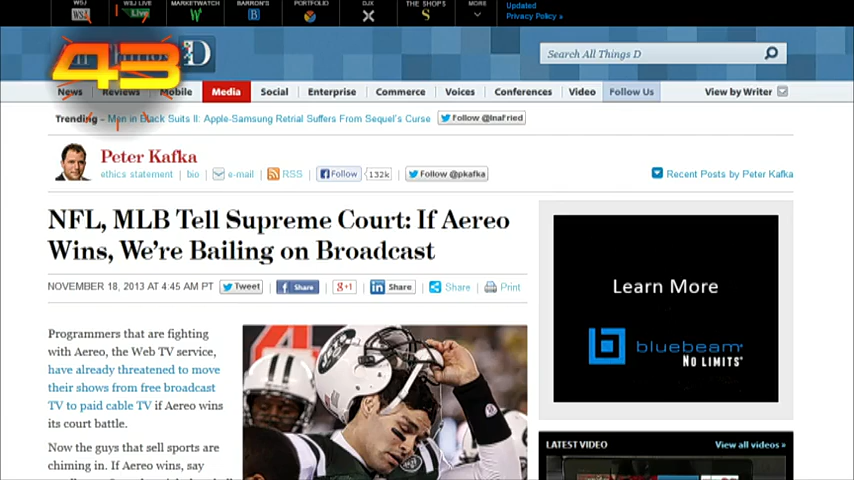 WSJ WSJ LIVE MARKETWATCH BARRON'S PORTFOLIO DJX THE SHOPS MORE
Updated
Privacy Policy »
WSJ Live W B S
43
D
Search All Things D
News Reviews Mobile Media Social Enterprise Commerce Voices Conferences Video Follow Us View by Writer
Trending – Men in Black Suits II: Apple-Samsung Retrial Suffers From Sequel's Curse Follow @InaFried
Peter Kafka
ethics statement | bio e-mail RSS Follow 132k Follow @pkafka Recent Posts by Peter Kafka
NFL, MLB Tell Supreme Court: If Aereo
Wins, We're Bailing on Broadcast
NOVEMBER 18, 2013 AT 4:45 AM PT Tweet Share +1 Share Share Print
Learn More
bluebeam
NO LIMITS
Programmers that are fighting
with Aereo, the Web TV service,
have already threatened to move
their shows from free broadcast
TV to paid cable TV if Aereo wins
its court battle.
Now the guys that sell sports are
chiming in. If Aereo wins, say
JETS
LATEST VIDEO View all videos »